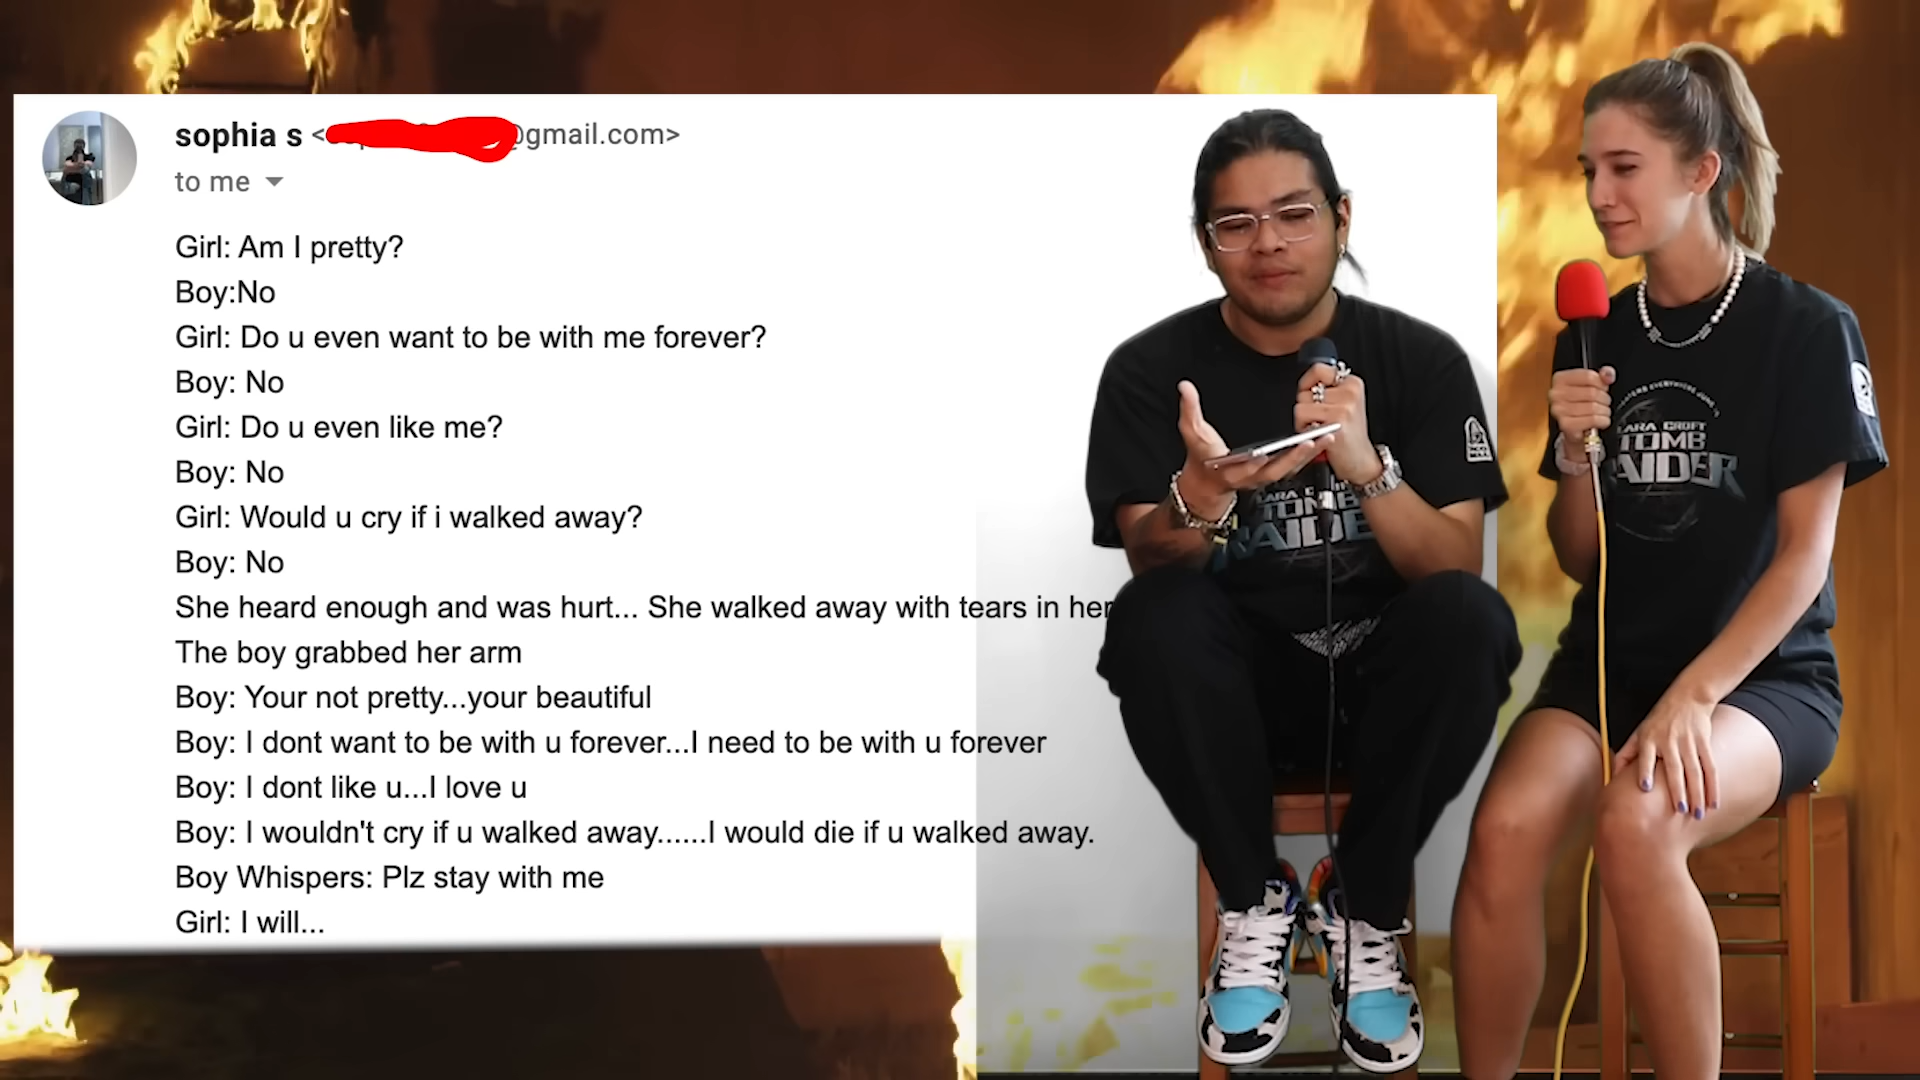 sophia s < @gmail.com>
to me
Girl: Am I pretty?
Boy:No
Girl: Do u even want to be with me forever?
Boy: No
Girl: Do u even like me?
Boy: No
Girl: Would u cry if i walked away?
Boy: No
She heard enough and was hurt... She walked away with tears in her
The boy grabbed her arm
Boy: Your not pretty...your beautiful
Boy: I dont want to be with u forever...I need to be with u forever
Boy: I dont like u...I love u
Boy: I wouldn't cry if u walked away......I would die if u walked away.
Boy Whispers: Plz stay with me
Girl: I will...
LARA CROFT
TOMB
RAIDER
LARA CROFT
TOMB
RAIDER